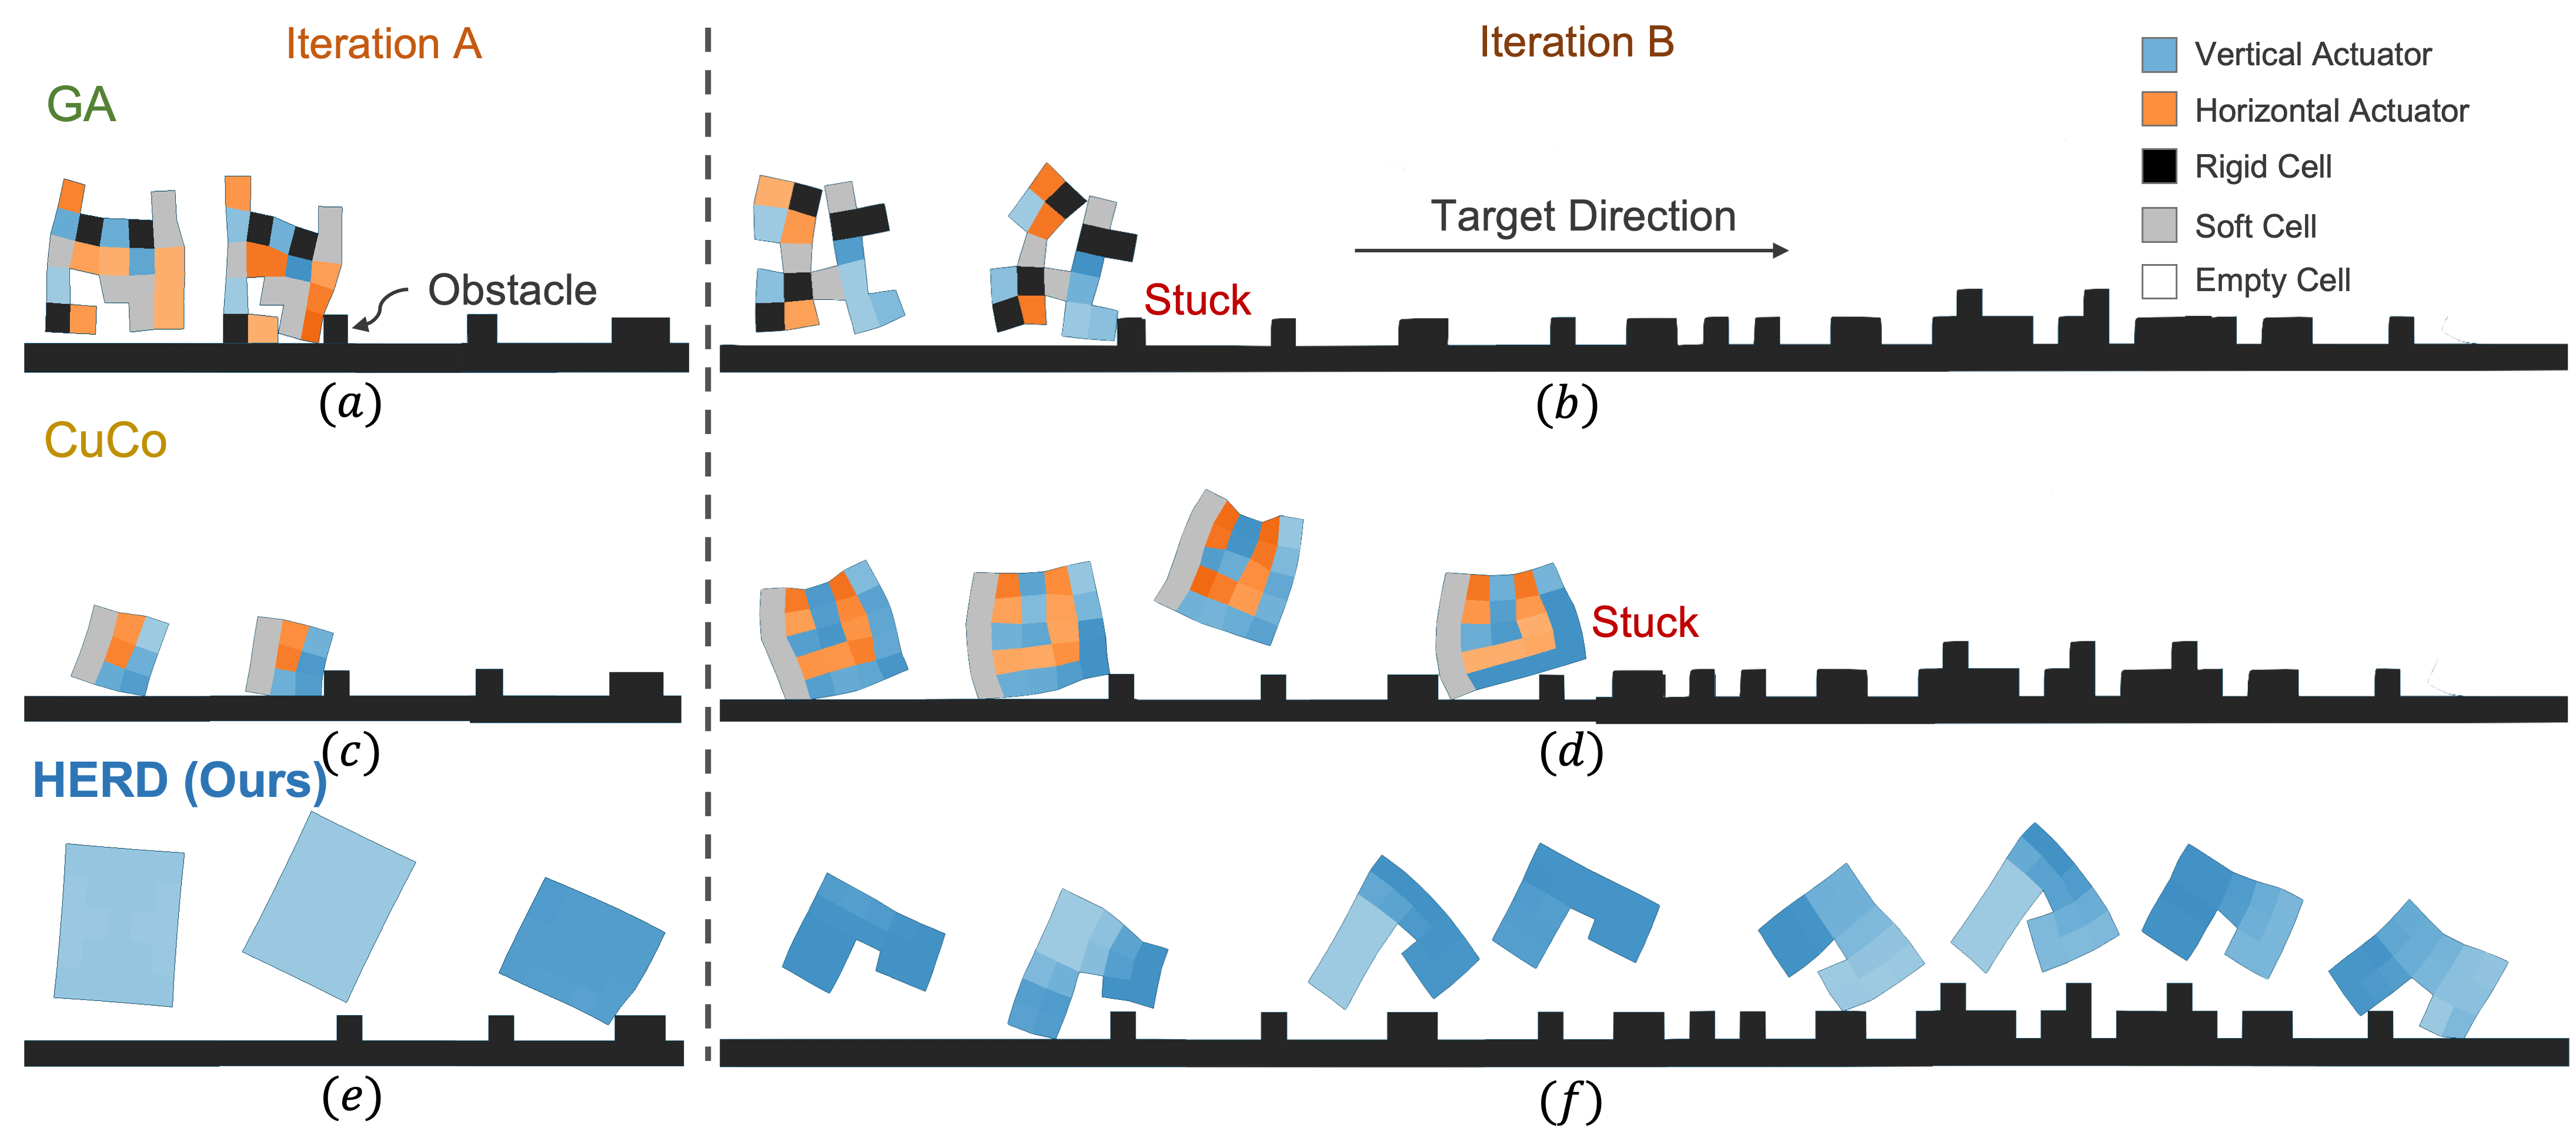 Iteration A
Iteration B
Vertical Actuator
Horizontal Actuator
Rigid Cell
Soft Cell
Empty Cell
GA
Obstacle
Stuck
Target Direction
(a)
(b)
CuCo
Stuck
(c)
(d)
HERD (Ours)
(e)
(f)